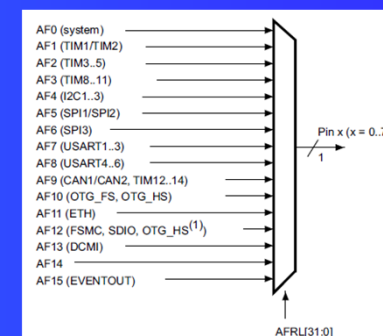 AF0 (system)
AF1 (TIM1/TIM2)
AF2 (TIM3..5)
AF3 (TIM8..11)
AF4 (I2C1..3)
AF5 (SPI1/SPI2)
AF6 (SPI3)
AF7 (USART1..3)
AF8 (USART4..6)
AF9 (CAN1/CAN2, TIM12..14)
AF10 (OTG_FS, OTG_HS)
AF11 (ETH)
AF12 (FSMC, SDIO, OTG_HS(1))
AF13 (DCMI)
AF14
AF15 (EVENTOUT)
Pin x (x = 0..7
1
AFRL[31:0]